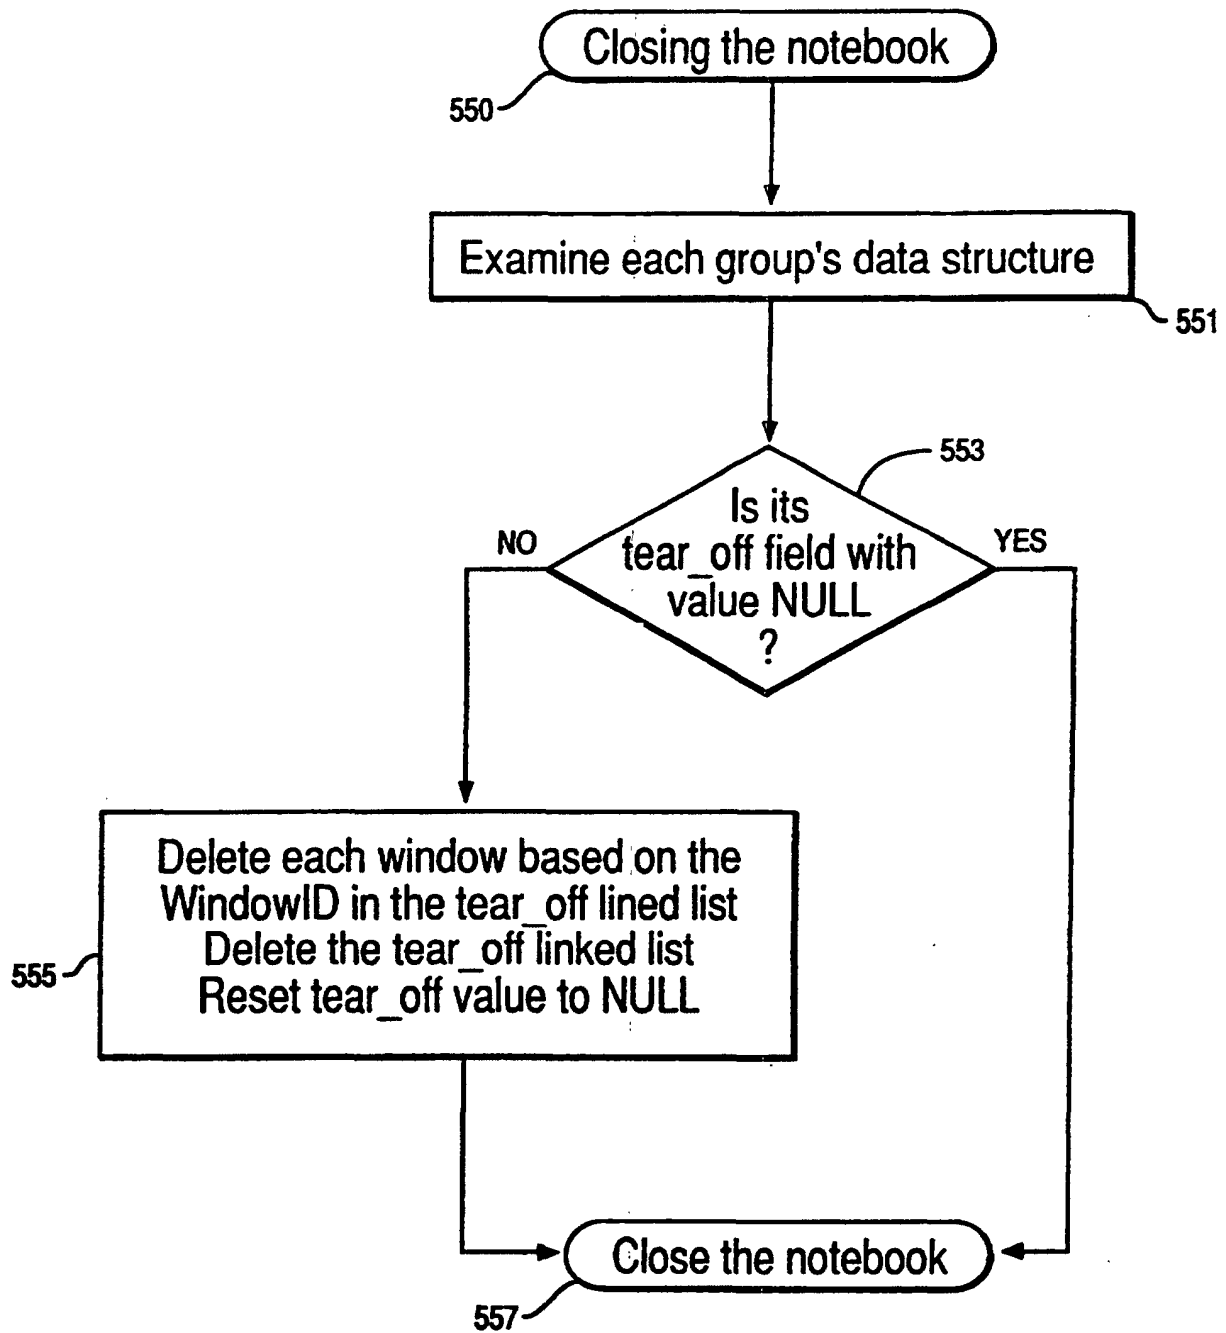 Closing the notebook
550
Examine each group's data structure
551
553
Is its
tear_off field with
value NULL
?
NO
YES
Delete each window based on the
WindowID in the tear_off lined list
Delete the tear_off linked list
Reset tear_off value to NULL
555
Close the notebook
557